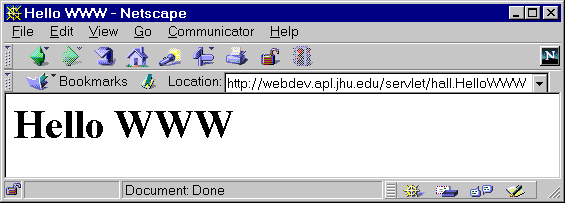 Hello WWW - Netscape
File Edit View Go Communicator Help
N
Bookmarks Location: http://webdev.apl.jhu.edu/servlet/hall.HelloWWW
Hello WWW
Document: Done